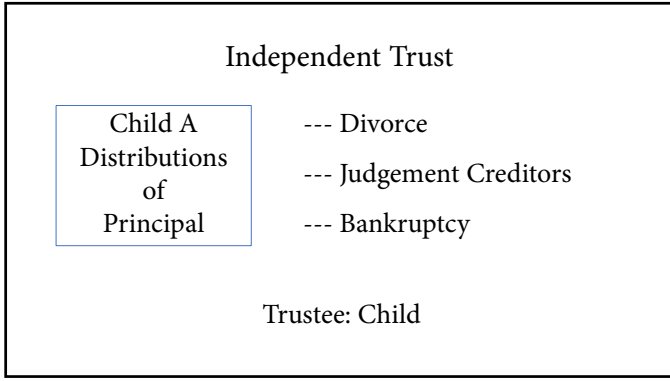 Independent Trust
Child A
Distributions
of
Principal
--- Divorce
--- Judgement Creditors
--- Bankruptcy
Trustee: Child